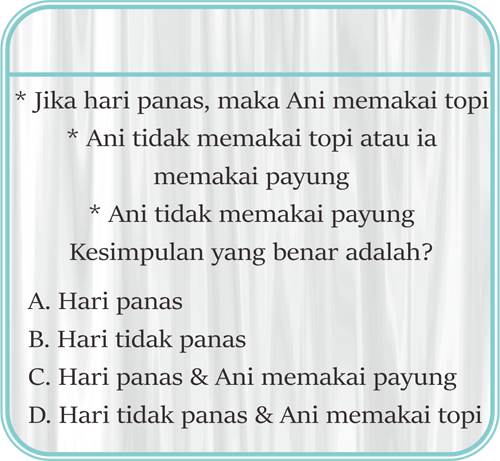 * Jika hari panas, maka Ani memakai topi
* Ani tidak memakai topi atau ia
memakai payung
* Ani tidak memakai payung
Kesimpulan yang benar adalah?
A. Hari panas
B. Hari tidak panas
C. Hari panas & Ani memakai payung
D. Hari tidak panas & Ani memakai topi